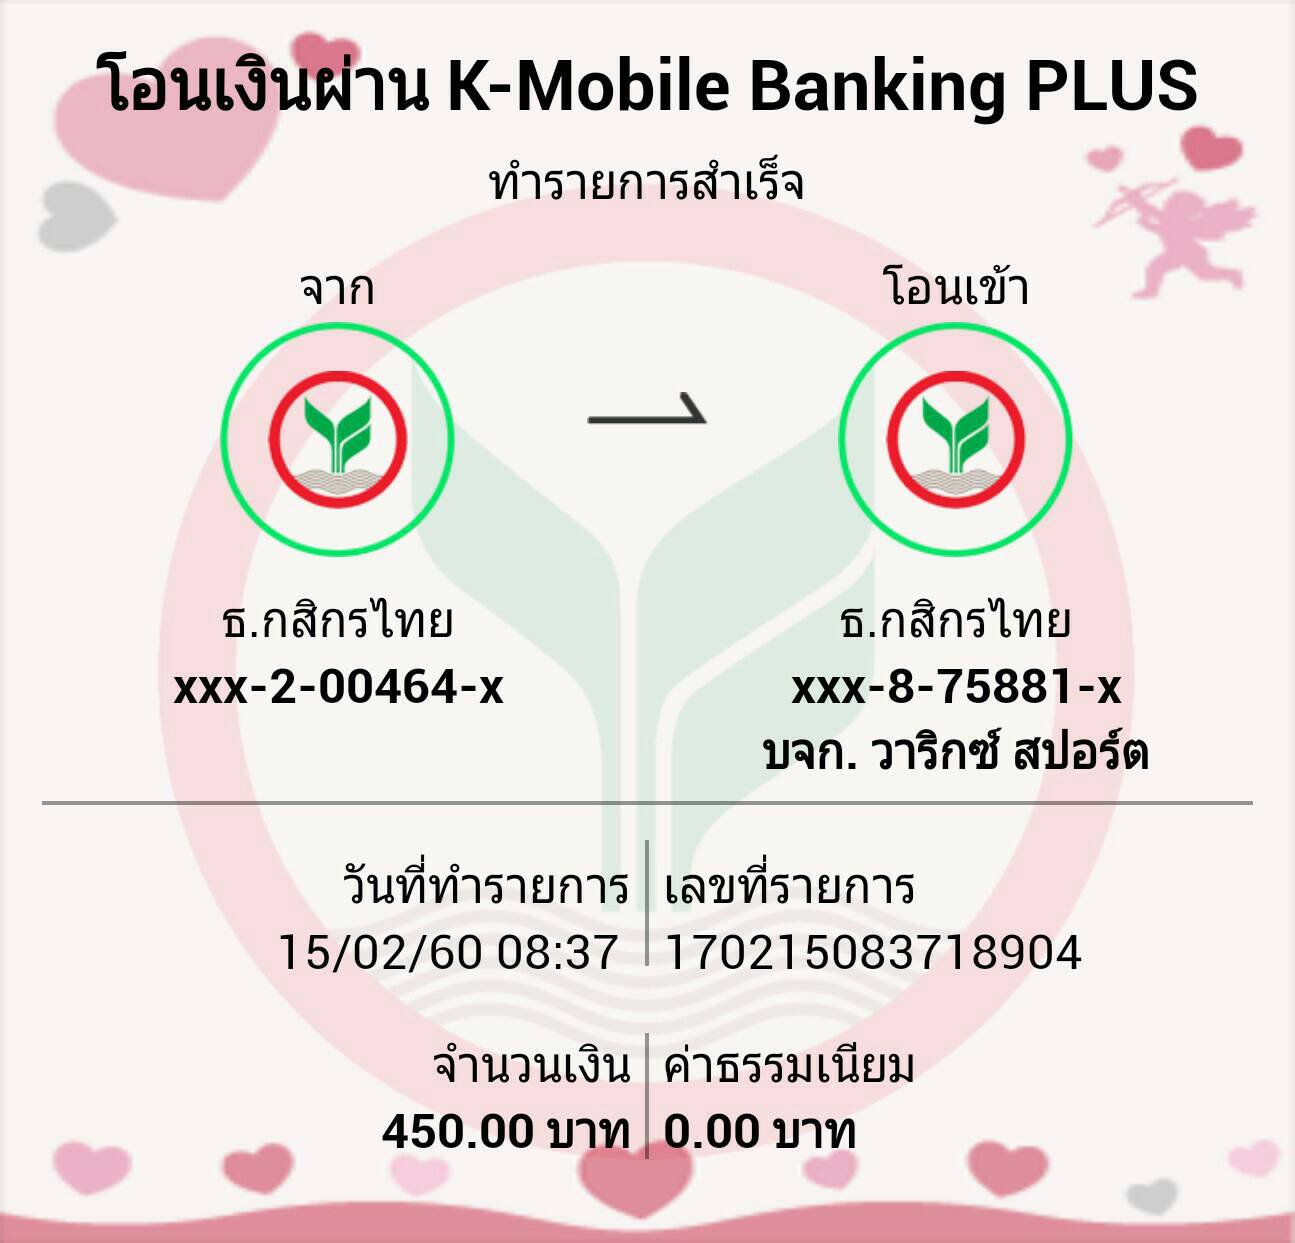 โอนเงินผ่าน K-Mobile Banking PLUS
ทำรายการสำเร็จ
จาก
โอนเข้า
ธ.กสิกรไทย
ธ.กสิกรไทย
xxx-2-00464-x
xxx-8-75881-x
บจก. วาริกซ์ สปอร์ต
วันที่ทำรายการ
เลขที่รายการ
15/02/60 08:37
170215083718904
จำนวนเงิน
ค่าธรรมเนียม
450.00 บาท
0.00 บาท